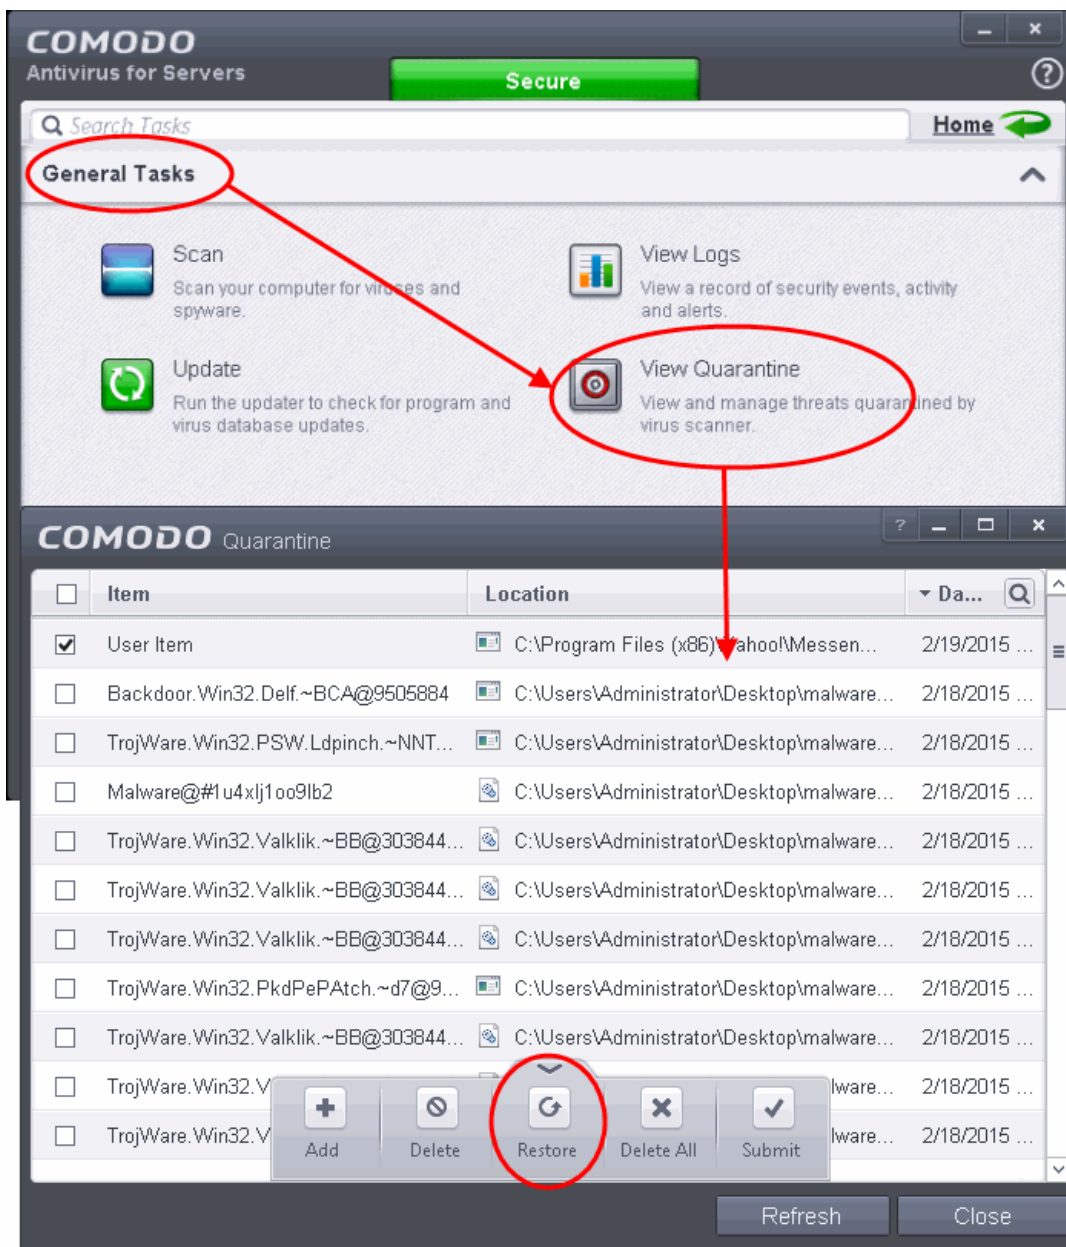 COMODO
Antivirus for Servers
Secure
?
Search Tasks
Home
General Tasks
Scan
Scan your computer for viruses and
spyware.
View Logs
View a record of security events, activity
and alerts.
Update
Run the updater to check for program and
virus database updates.
View Quarantine
View and manage threats quarantined by
virus scanner.
COMODO Quarantine
?
Item Location Da...
User Item C:\Program Files (x86)\Yahoo!\Messen... 2/19/2015 ...
Backdoor.Win32.Delf.~BCA@9505884 C:\Users\Administrator\Desktop\malware... 2/18/2015 ...
TrojWare.Win32.PSW.Ldpinch.~NNT... C:\Users\Administrator\Desktop\malware... 2/18/2015 ...
Malware@#1u4xlj1oo9lb2 C:\Users\Administrator\Desktop\malware... 2/18/2015 ...
TrojWare.Win32.Valklik.~BB@303844... C:\Users\Administrator\Desktop\malware... 2/18/2015 ...
TrojWare.Win32.Valklik.~BB@303844... C:\Users\Administrator\Desktop\malware... 2/18/2015 ...
TrojWare.Win32.Valklik.~BB@303844... C:\Users\Administrator\Desktop\malware... 2/18/2015 ...
TrojWare.Win32.PkdPePAtch.~d7@9... C:\Users\Administrator\Desktop\malware... 2/18/2015 ...
TrojWare.Win32.Valklik.~BB@303844... C:\Users\Administrator\Desktop\malware... 2/18/2015 ...
TrojWare.Win32.V lware... 2/18/2015 ...
TrojWare.Win32.V lware... 2/18/2015 ...
Add Delete Restore Delete All Submit
Refresh Close